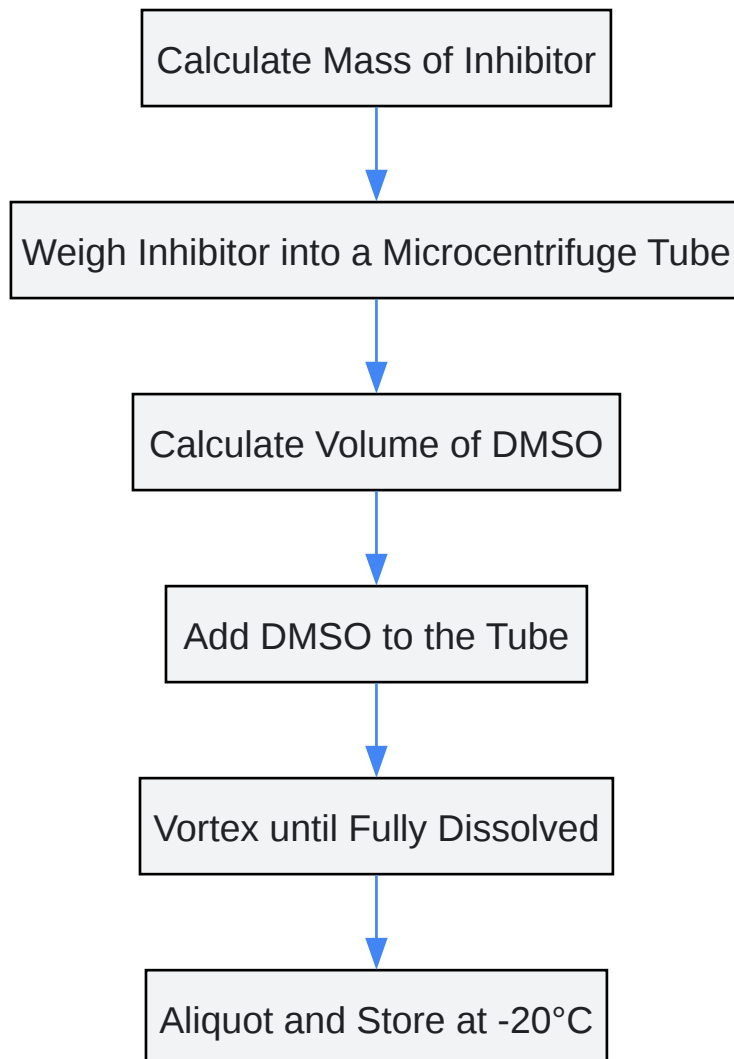 Calculate Mass of Inhibitor
Weigh Inhibitor into a Microcentrifuge Tube
Calculate Volume of DMSO
Add DMSO to the Tube
Vortex until Fully Dissolved
Aliquot and Store at -20°C